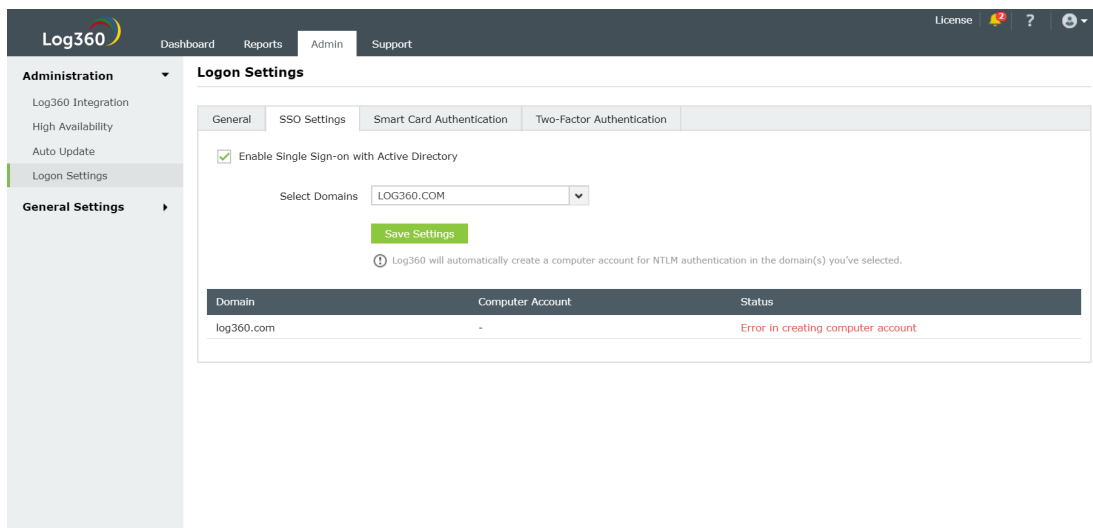 License 2 ?
Log360
Dashboard Reports Admin Support
Administration
Log360 Integration
High Availability
Auto Update
Logon Settings
General Settings
Logon Settings
General SSO Settings Smart Card Authentication Two-Factor Authentication
Enable Single Sign-on with Active Directory
Select Domains LOG360.COM
Save Settings
Log360 will automatically create a computer account for NTLM authentication in the domain(s) you've selected.
Domain Computer Account Status
log360.com - Error in creating computer account